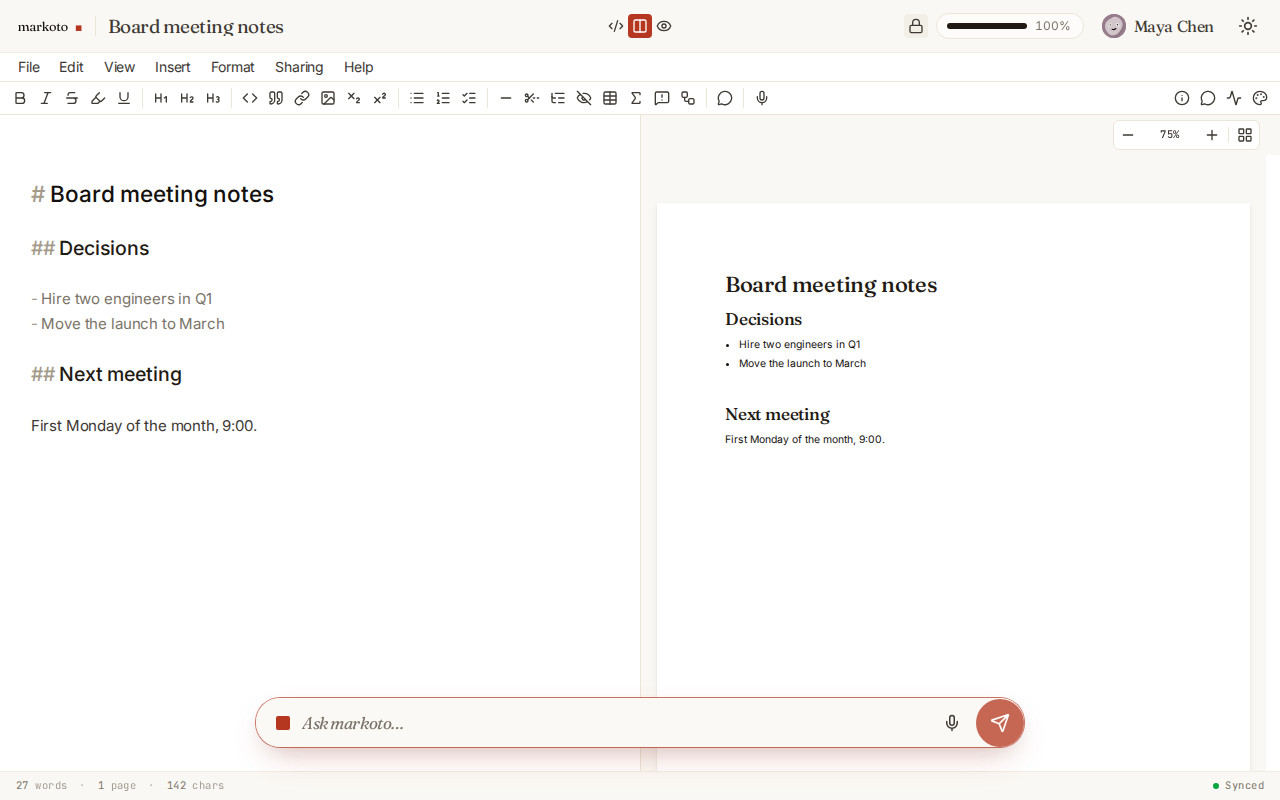 markoto
Board meeting notes
100%
Maya Chen
File Edit View Insert Format Sharing Help
H1 H2 H3
75%
# Board meeting notes
## Decisions
- Hire two engineers in Q1
- Move the launch to March
## Next meeting
First Monday of the month, 9:00.
Board meeting notes
Decisions
• Hire two engineers in Q1
• Move the launch to March
Next meeting
First Monday of the month, 9:00.
Ask markoto...
27 words · 1 page · 142 chars
Synced